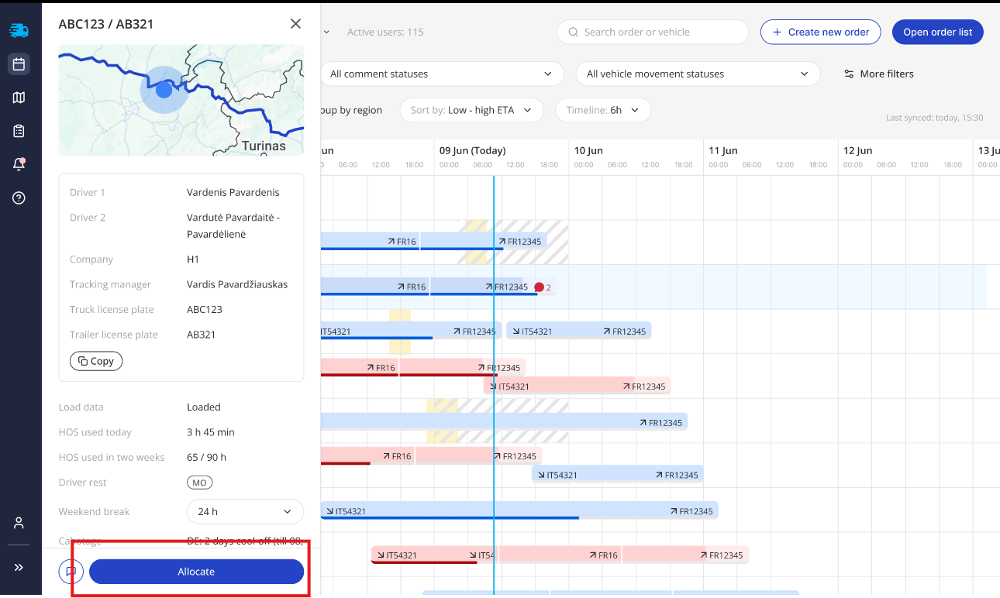 ABC123 / AB321
Turinas
Driver 1 Vardenis Pavardenis
Driver 2 Vardutė Pavardaitė -
Pavardėlienė
Company H1
Tracking manager Vardis Pavardžiauskas
Truck license plate ABC123
Trailer license plate AB321
Copy
Load data Loaded
HOS used today 3 h 45 min
HOS used in two weeks 65 / 90 h
Driver rest MO
Weekend break 24 h
Cabotage DE: 2 days cool-off (till 08,
Allocate
Active users: 115
Search order or vehicle
Create new order
Open order list
All comment statuses
All vehicle movement statuses
More filters
oup by region
Sort by: Low - high ETA
Timeline: 6h
Last synced: today, 15:30
un 09 Jun (Today) 10 Jun 11 Jun 12 Jun 13 Ju
0 06:00 12:00 18:00 00:00 06:00 12:00 18:00 00:00 06:00 12:00 18:00 00:00 06:00 12:00 18:00 00:00 06:00 12:00 18:00 00:00
FR16 FR12345
FR16 FR12345 2
IT54321 FR12345 IT54321 FR12345
FR16 FR12345
IT54321 FR12345
FR12345
FR16 FR12345
IT54321 FR12345
IT54321 FR12345
IT54321 IT54 FR16 FR12345